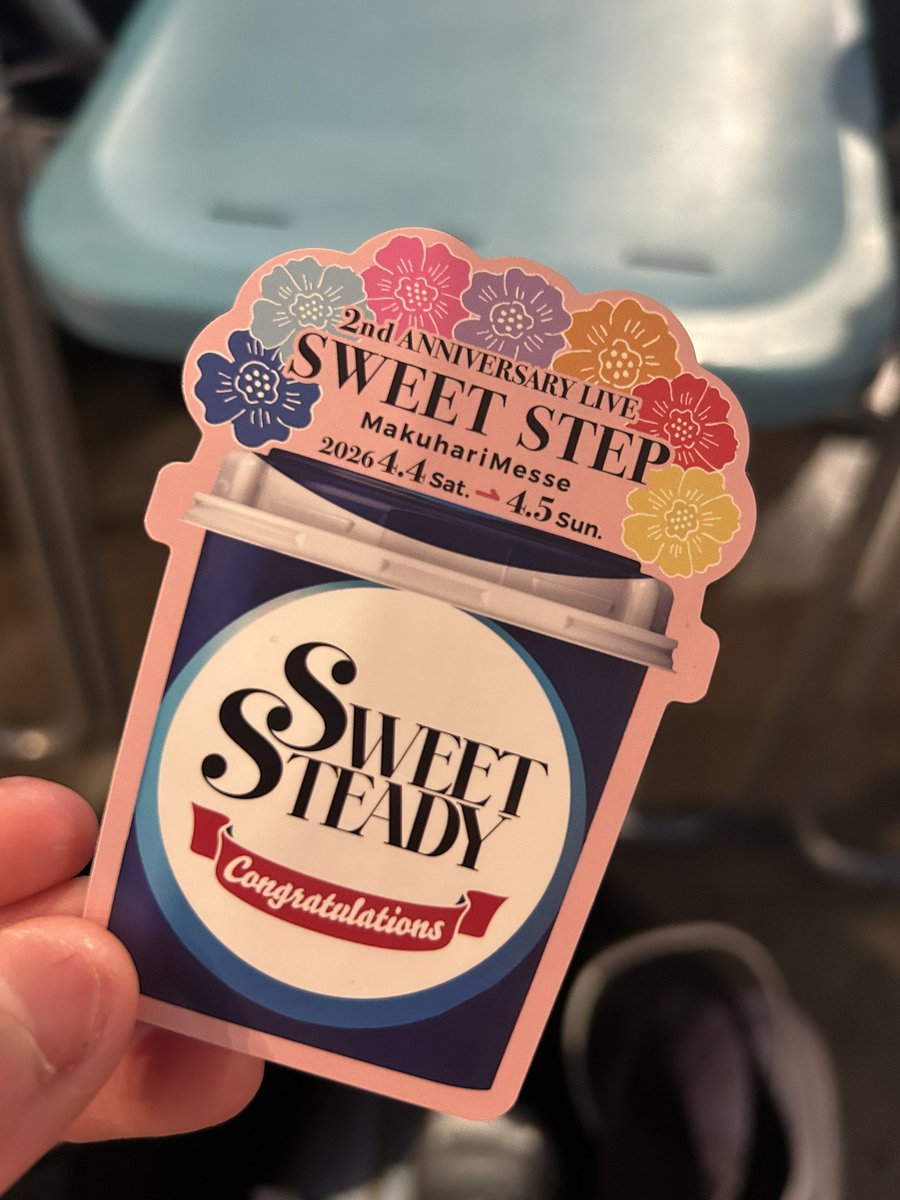 2nd ANNIVERSARY LIVE
SWEET STEP
MakuhariMesse
2026 4.4 Sat. → 4.5 Sun.
SWEET
STEADY
Congratulations